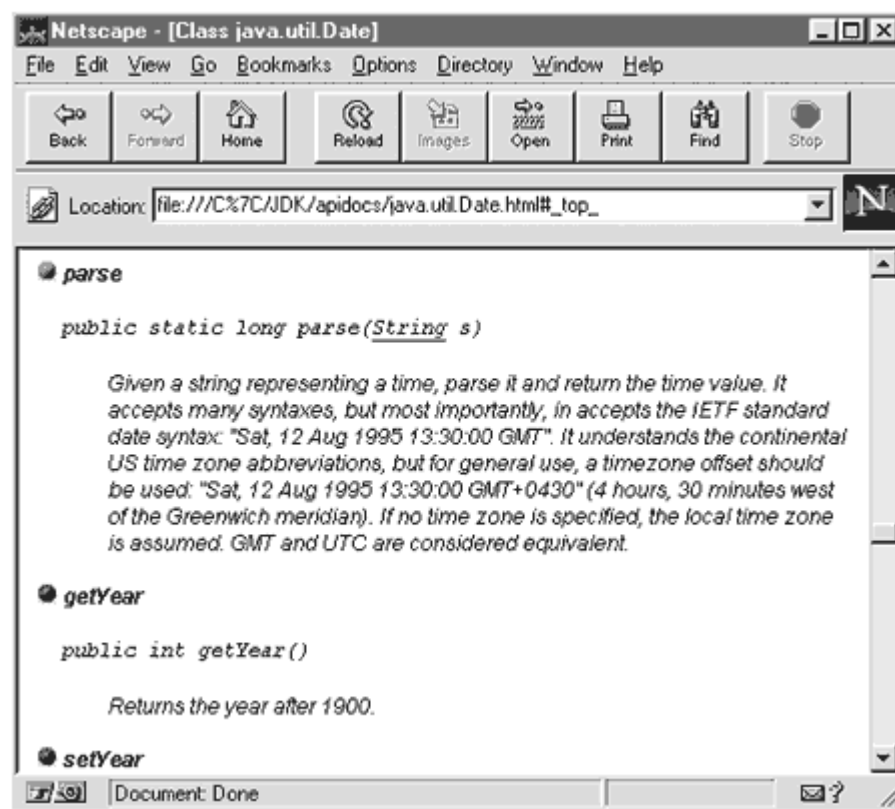 Netscape - [Class java.util.Date]
File Edit View Go Bookmarks Options Directory Window Help
Back Forward Home Reload Images Open Print Find Stop
Location: file:///C%7C/JDK/apidocs/java.util.Date.html#_top_
N
parse
public static long parse(String s)
Given a string representing a time, parse it and return the time value. It
accepts many syntaxes, but most importantly, in accepts the IETF standard
date syntax: "Sat, 12 Aug 1995 13:30:00 GMT". It understands the continental
US time zone abbreviations, but for general use, a timezone offset should
be used: "Sat, 12 Aug 1995 13:30:00 GMT+0430" (4 hours, 30 minutes west
of the Greenwich meridian). If no time zone is specified, the local time zone
is assumed. GMT and UTC are considered equivalent.
getYear
public int getYear()
Returns the year after 1900.
setYear
Document: Done
?